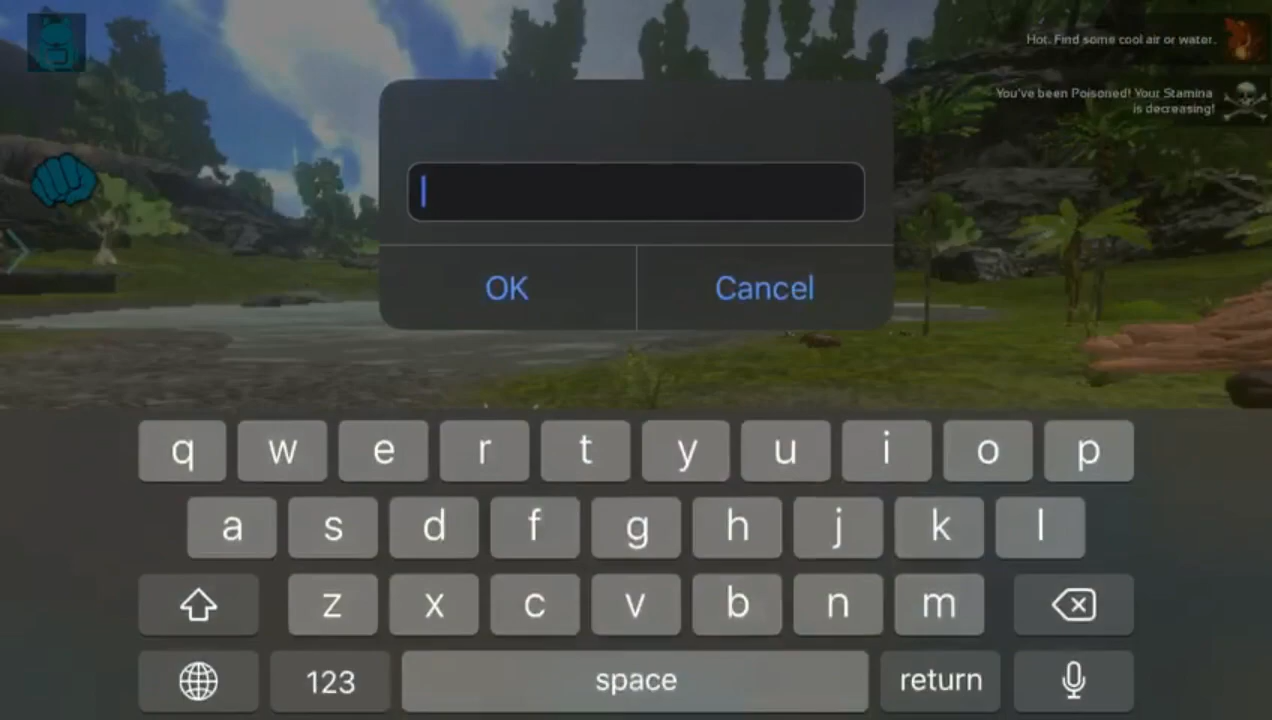 Hot. Find some cool air or water.
You've been Poisoned! Your Stamina
is decreasing!
OK Cancel
q w e r t y u i o p
a s d f g h j k l
z x c v b n m
123 space return